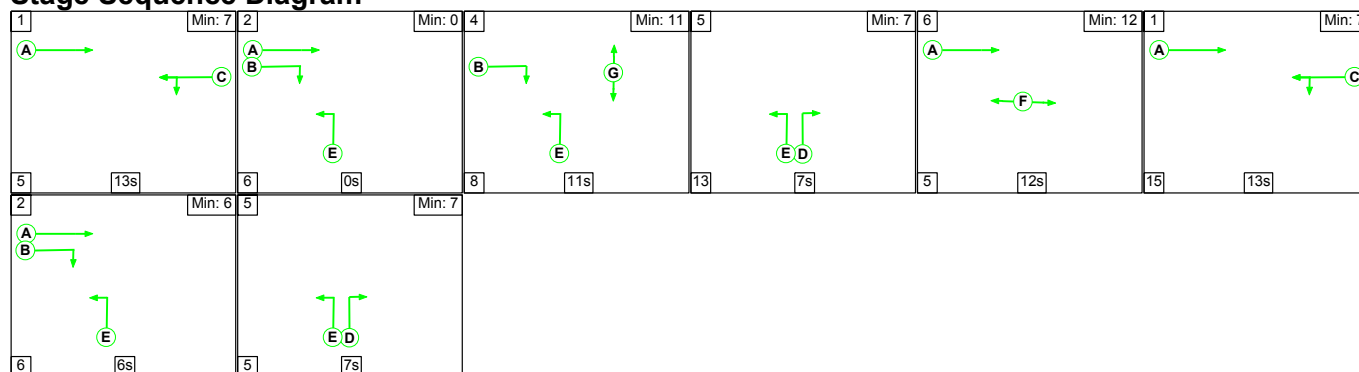 Stage Sequence Diagram
1 Min: 7
A
C
5 13s
2 Min: 0
A
B
E
6 0s
4 Min: 11
B
G
E
8 11s
5 Min: 7
E D
13 7s
6 Min: 12
A
F
5 12s
1 Min: 7
A
C
15 13s
2 Min: 6
A
B
E
6 6s
5 Min: 7
E D
5 7s